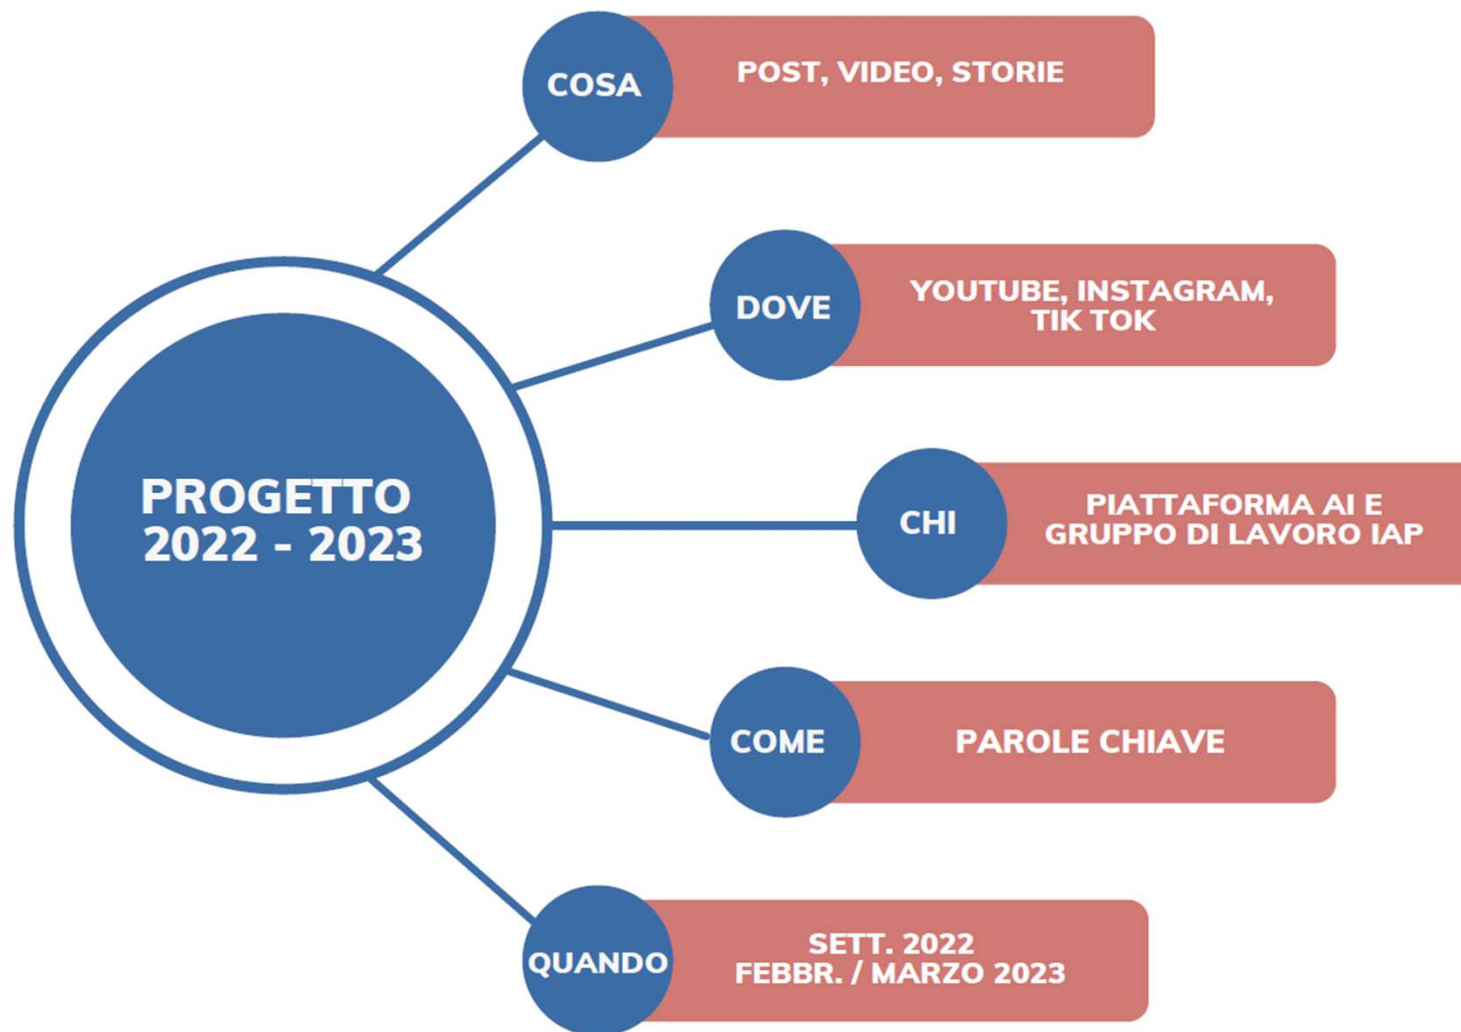 COSA
POST, VIDEO, STORIE
DOVE
YOUTUBE, INSTAGRAM,
TIK TOK
PROGETTO
2022 - 2023
CHI
PIATTAFORMA AI E
GRUPPO DI LAVORO IAP
COME
PAROLE CHIAVE
QUANDO
SETT. 2022
FEBBR. / MARZO 2023